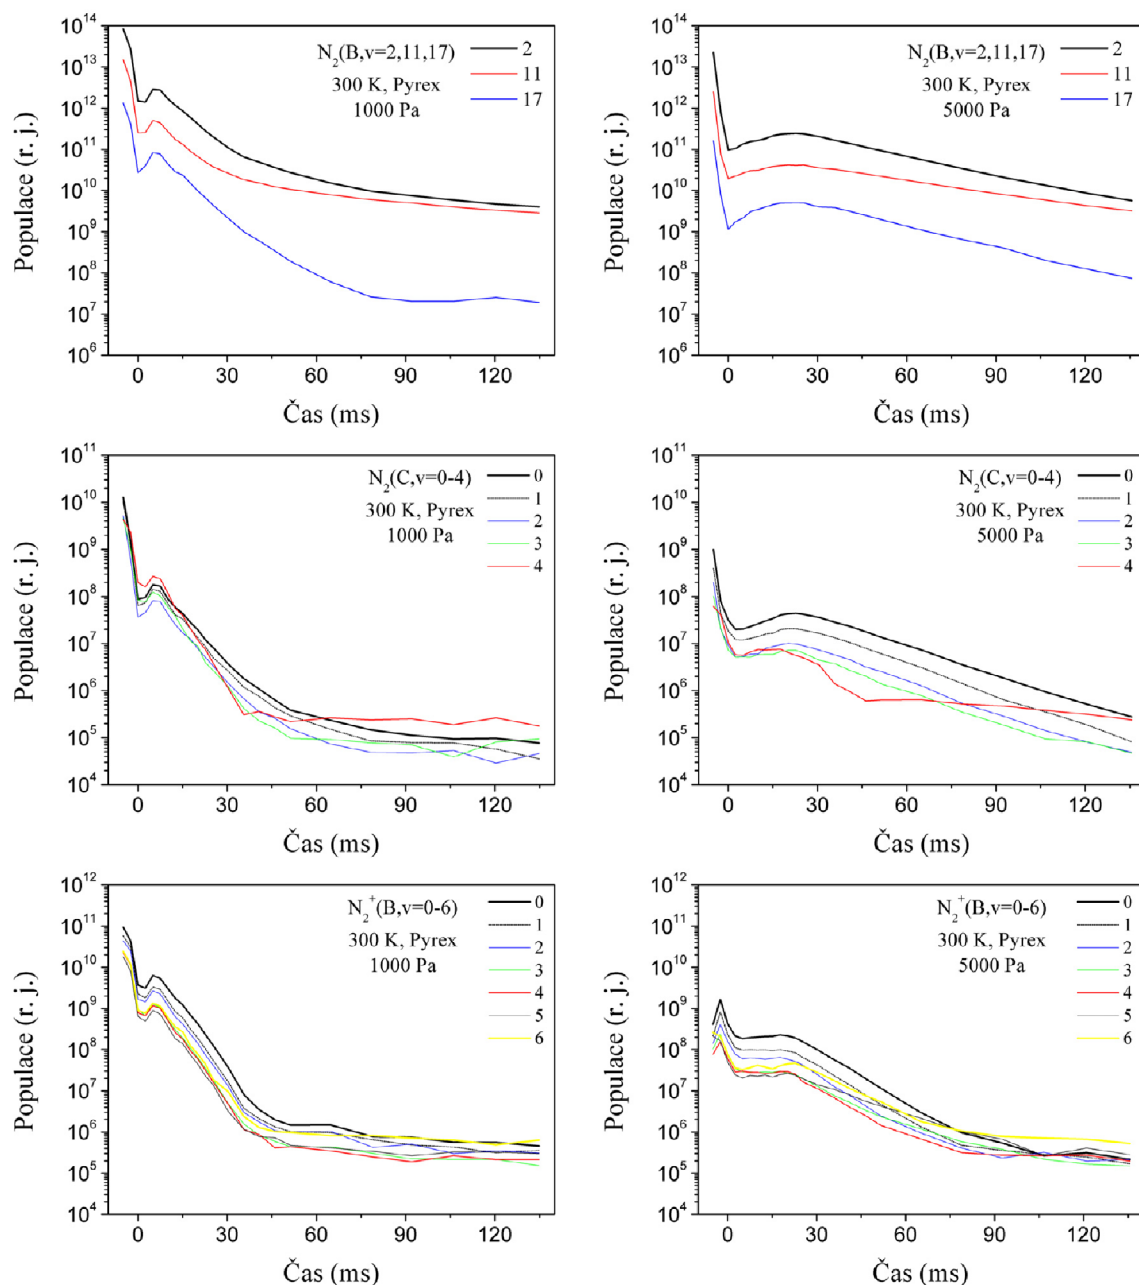 10^14
10^13
10^12
10^11
10^10
10^9
10^8
10^7
10^6
Populace (r. j.)
N_2(B,v=2,11,17)
300 K, Pyrex
1000 Pa
2
11
17
0 30 60 90 120
Čas (ms)
10^14
10^13
10^12
10^11
10^10
10^9
10^8
10^7
10^6
Populace (r. j.)
N_2(B,v=2,11,17)
300 K, Pyrex
5000 Pa
2
11
17
0 30 60 90 120
Čas (ms)
10^11
10^10
10^9
10^8
10^7
10^6
10^5
10^4
Populace (r. j.)
N_2(C,v=0-4)
300 K, Pyrex
1000 Pa
0
1
2
3
4
0 30 60 90 120
Čas (ms)
10^11
10^10
10^9
10^8
10^7
10^6
10^5
10^4
Populace (r. j.)
N_2(C,v=0-4)
300 K, Pyrex
5000 Pa
0
1
2
3
4
0 30 60 90 120
Čas (ms)
10^12
10^11
10^10
10^9
10^8
10^7
10^6
10^5
10^4
Populace (r. j.)
N_2^+(B,v=0-6)
300 K, Pyrex
1000 Pa
0
1
2
3
4
5
6
0 30 60 90 120
Čas (ms)
10^12
10^11
10^10
10^9
10^8
10^7
10^6
10^5
10^4
Populace (r. j.)
N_2^+(B,v=0-6)
300 K, Pyrex
5000 Pa
0
1
2
3
4
5
6
0 30 60 90 120
Čas (ms)